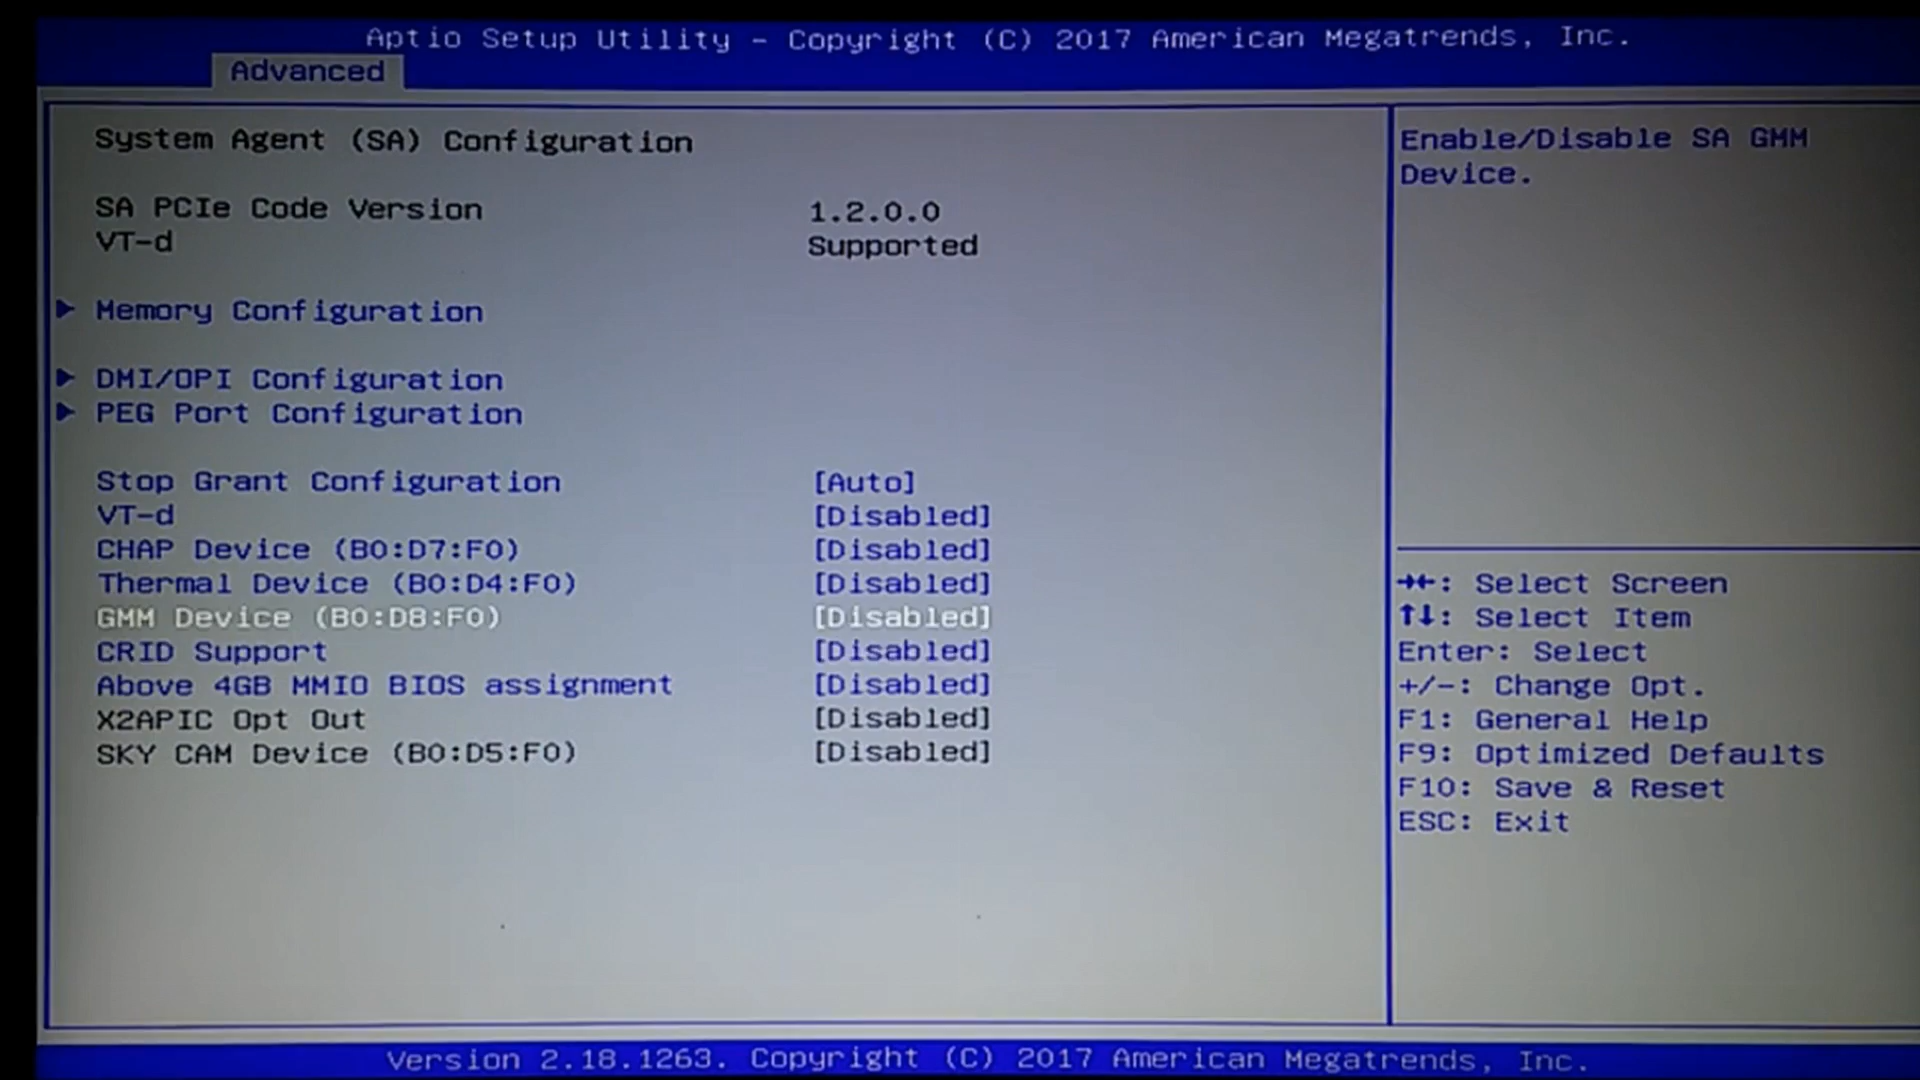 Aptio Setup Utility - Copyright (C) 2017 American Megatrends, Inc.
Advanced
System Agent (SA) Configuration
SA PCIe Code Version 1.2.0.0
VT-d Supported
Memory Configuration
DMI/OPI Configuration
PEG Port Configuration
Stop Grant Configuration [Auto]
VT-d [Disabled]
CHAP Device (B0:D7:F0) [Disabled]
Thermal Device (B0:D4:F0) [Disabled]
GMM Device (B0:D8:F0) [Disabled]
CRID Support [Disabled]
Above 4GB MMIO BIOS assignment [Disabled]
X2APIC Opt Out [Disabled]
SKY CAM Device (B0:D5:F0) [Disabled]
Enable/Disable SA GMM
Device.
→←: Select Screen
↑↓: Select Item
Enter: Select
+/-: Change Opt.
F1: General Help
F9: Optimized Defaults
F10: Save & Reset
ESC: Exit
Version 2.18.1263. Copyright (C) 2017 American Megatrends, Inc.